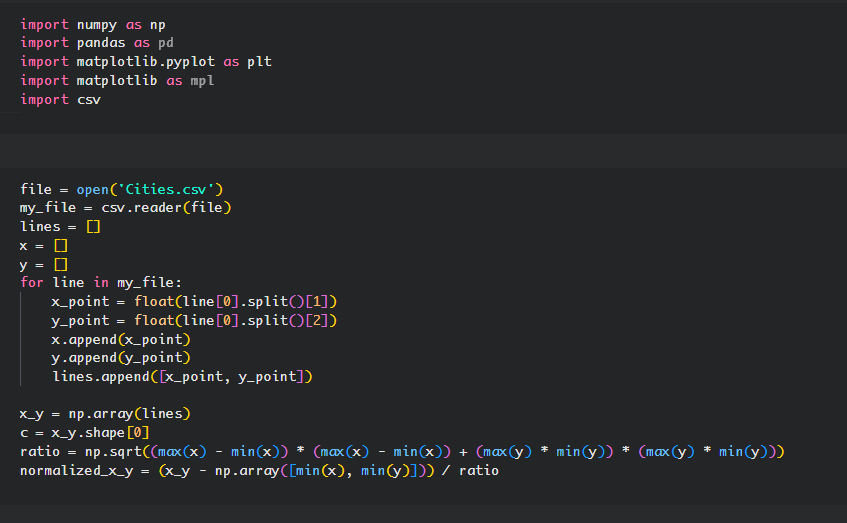 import numpy as np
import pandas as pd
import matplotlib.pyplot as plt
import matplotlib as mpl
import csv
file = open('Cities.csv')
my_file = csv.reader(file)
lines = []
x = []
y = []
for line in my_file:
    x_point = float(line[0].split()[1])
    y_point = float(line[0].split()[2])
    x.append(x_point)
    y.append(y_point)
    lines.append([x_point, y_point])
x_y = np.array(lines)
c = x_y.shape[0]
ratio = np.sqrt((max(x) - min(x)) * (max(x) - min(x)) + (max(y) * min(y)) * (max(y) * min(y)))
normalized_x_y = (x_y - np.array([min(x), min(y)])) / ratio